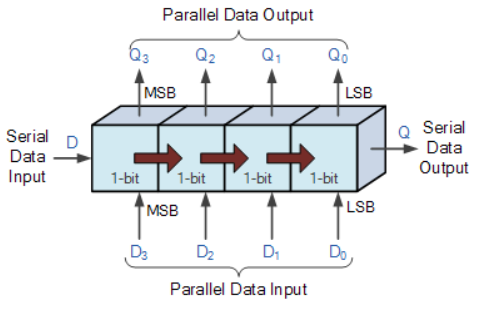 Parallel Data Output
Q3 Q2 Q1 Q0
MSB LSB
Serial Data Input
D
Q
Serial Data Output
1-bit 1-bit 1-bit 1-bit
MSB LSB
D3 D2 D1 D0
Parallel Data Input